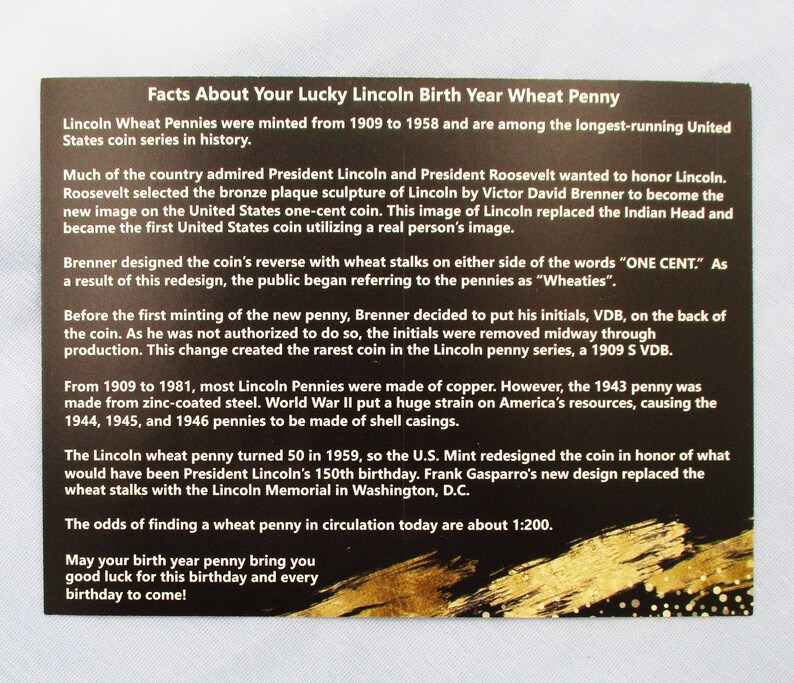 Facts About Your Lucky Lincoln Birth Year Wheat Penny
Lincoln Wheat Pennies were minted from 1909 to 1958 and are among the longest-running United
States coin series in history.
Much of the country admired President Lincoln and President Roosevelt wanted to honor Lincoln.
Roosevelt selected the bronze plaque sculpture of Lincoln by Victor David Brenner to become the
new image on the United States one-cent coin. This image of Lincoln replaced the Indian Head and
became the first United States coin utilizing a real person's image.
Brenner designed the coin's reverse with wheat stalks on either side of the words “ONE CENT.” As
a result of this redesign, the public began referring to the pennies as “Wheaties”.
Before the first minting of the new penny, Brenner decided to put his initials, VDB, on the back of
the coin. As he was not authorized to do so, the initials were removed midway through
production. This change created the rarest coin in the Lincoln penny series, a 1909 S VDB.
From 1909 to 1981, most Lincoln Pennies were made of copper. However, the 1943 penny was
made from zinc-coated steel. World War II put a huge strain on America's resources, causing the
1944, 1945, and 1946 pennies to be made of shell casings.
The Lincoln wheat penny turned 50 in 1959, so the U.S. Mint redesigned the coin in honor of what
would have been President Lincoln's 150th birthday. Frank Gasparro's new design replaced the
wheat stalks with the Lincoln Memorial in Washington, D.C.
The odds of finding a wheat penny in circulation today are about 1:200.
May your birth year penny bring you
good luck for this birthday and every
birthday to come!